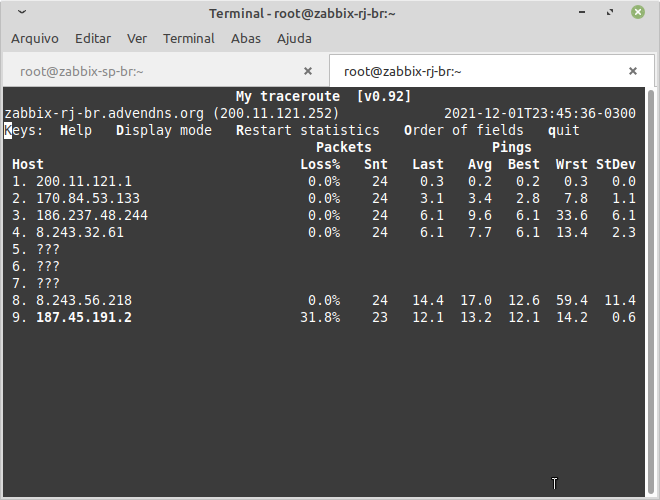 Terminal - root@zabbix-rj-br:~
Arquivo Editar Ver Terminal Abas Ajuda
root@zabbix-sp-br:~ × root@zabbix-rj-br:~ ×
My traceroute [v0.92]
zabbix-rj-br.advendns.org (200.11.121.252) 2021-12-01T23:45:36-0300
Keys: Help Display mode Restart statistics Order of fields quit
Packets Pings
Host Loss% Snt Last Avg Best Wrst StDev
1. 200.11.121.1 0.0% 24 0.3 0.2 0.2 0.3 0.0
2. 170.84.53.133 0.0% 24 3.1 3.4 2.8 7.8 1.1
3. 186.237.48.244 0.0% 24 6.1 9.6 6.1 33.6 6.1
4. 8.243.32.61 0.0% 24 6.1 7.7 6.1 13.4 2.3
5. ???
6. ???
7. ???
8. 8.243.56.218 0.0% 24 14.4 17.0 12.6 59.4 11.4
9. 187.45.191.2 31.8% 23 12.1 13.2 12.1 14.2 0.6